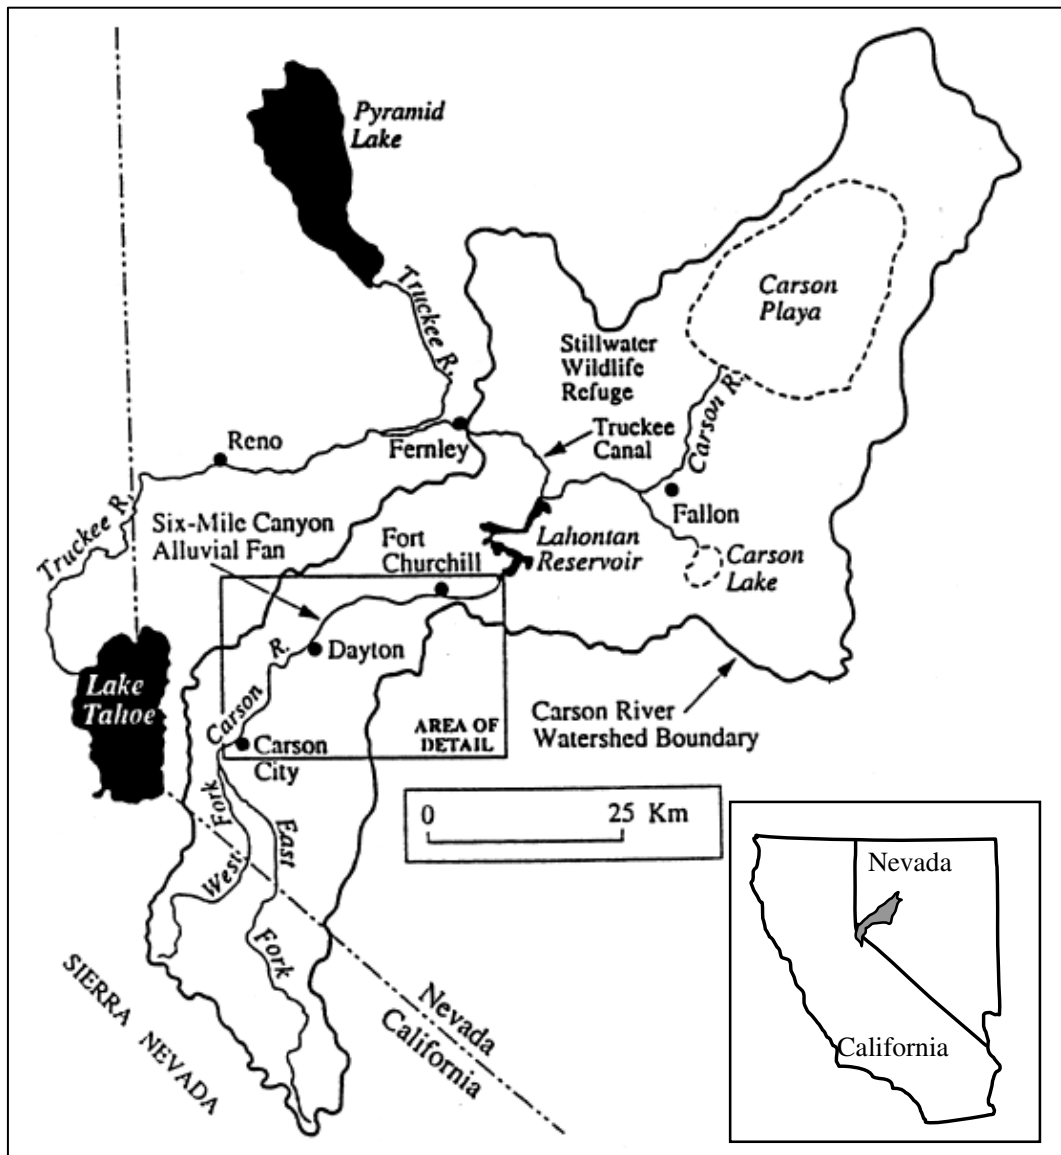 Pyramid
Lake
Truckee R.
Carson
Playa
Stillwater
Wildlife
Refuge
Carson R.
Reno
Fernley
Truckee
Canal
Truckee R.
Six-Mile Canyon
Alluvial Fan
Fort
Churchill
Lahontan
Reservoir
Fallon
Carson
Lake
Lake
Tahoe
Carson R.
Dayton
AREA OF
DETAIL
Carson
City
Carson River
Watershed Boundary
West Fork
East Fork
0 25 Km
SIERRA NEVADA
Nevada
California
Nevada
California